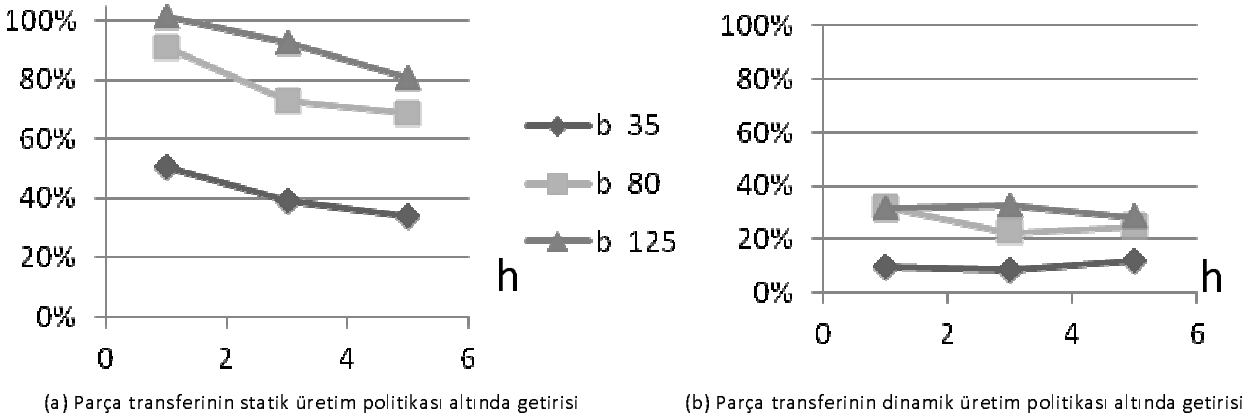 100%
80%
60%
40%
20%
0%
0 2 4 6
h
b 35
b 80
b 125
100%
80%
60%
40%
20%
0%
0 2 4 6
h
(a) Parça transferinin statik üretim politikası altında getirisi
(b) Parça transferinin dinamik üretim politikası altında getirisi